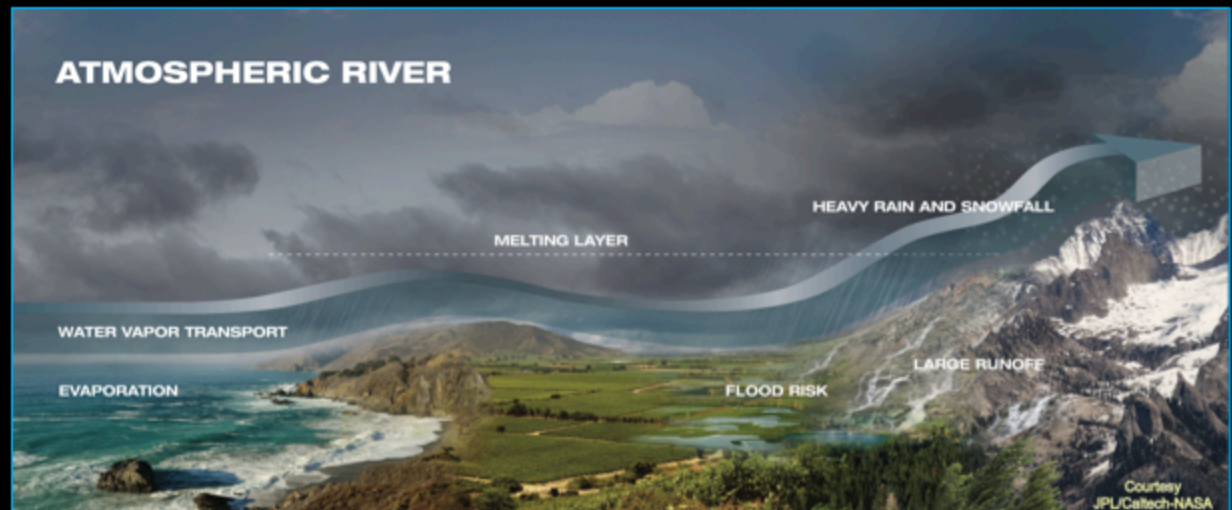 ATMOSPHERIC RIVER
HEAVY RAIN AND SNOWFALL
MELTING LAYER
WATER VAPOR TRANSPORT
LARGE RUNOFF
EVAPORATION
FLOOD RISK
Courtesy
JPL/Caltech-NASA